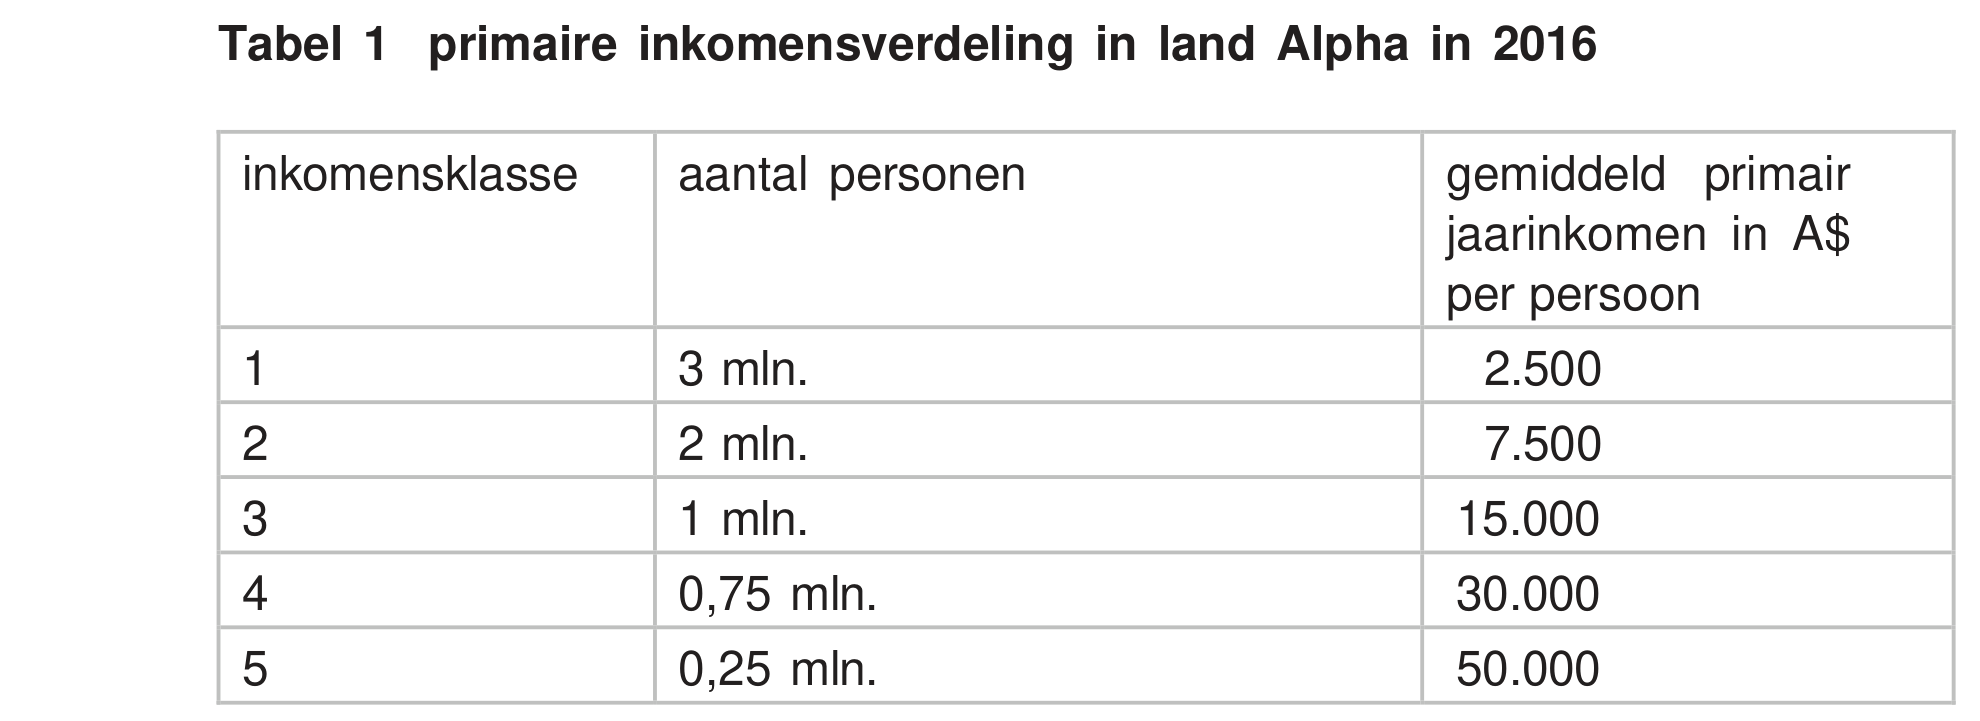 Tabel 1 primaire inkomensverdeling in land Alpha in 2016
inkomensklasse aantal personen gemiddeld primair
jaarinkomen in A$
per persoon
1 3 mln. 2.500
2 2 mln. 7.500
3 1 mln. 15.000
4 0,75 mln. 30.000
5 0,25 mln. 50.000